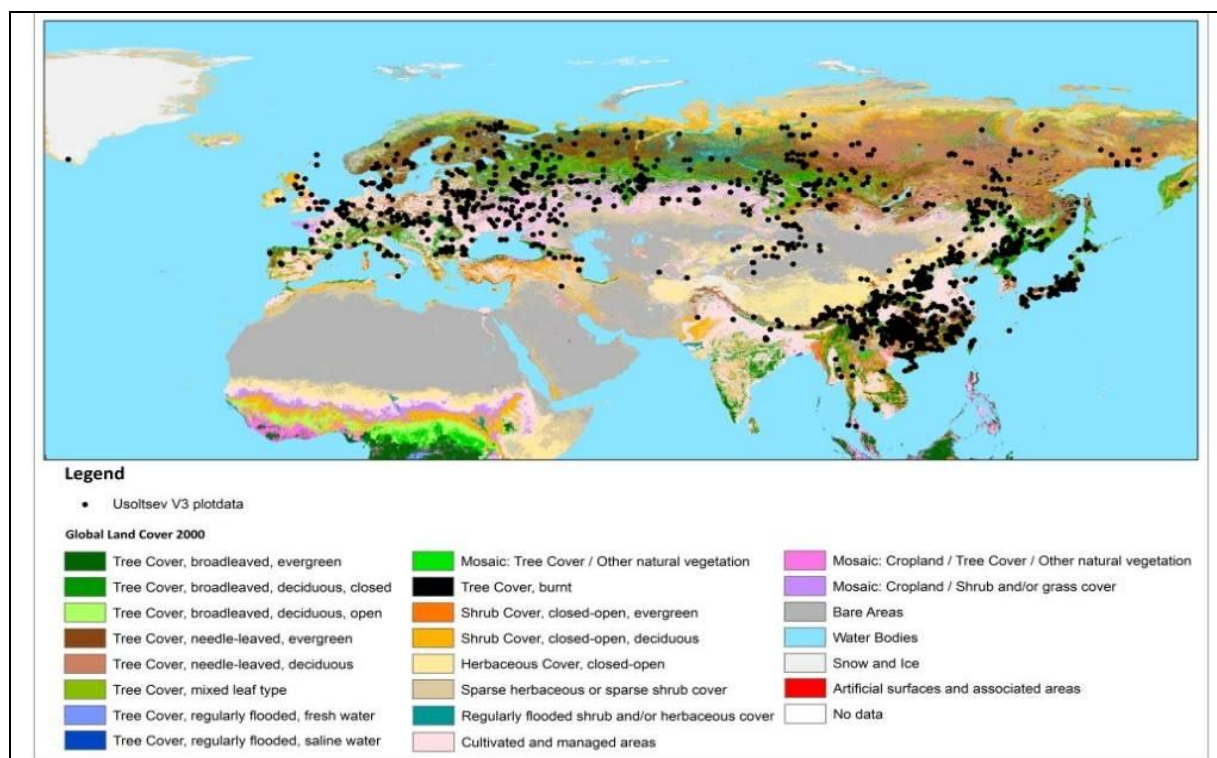 Legend
Usoltsev V3 plotdata
Global Land Cover 2000
Tree Cover, broadleaved, evergreen
Tree Cover, broadleaved, deciduous, closed
Tree Cover, broadleaved, deciduous, open
Tree Cover, needle-leaved, evergreen
Tree Cover, needle-leaved, deciduous
Tree Cover, mixed leaf type
Tree Cover, regularly flooded, fresh water
Tree Cover, regularly flooded, saline water
Mosaic: Tree Cover / Other natural vegetation
Tree Cover, burnt
Shrub Cover, closed-open, evergreen
Shrub Cover, closed-open, deciduous
Herbaceous Cover, closed-open
Sparse herbaceous or sparse shrub cover
Regularly flooded shrub and/or herbaceous cover
Cultivated and managed areas
Mosaic: Cropland / Tree Cover / Other natural vegetation
Mosaic: Cropland / Shrub and/or grass cover
Bare Areas
Water Bodies
Snow and Ice
Artificial surfaces and associated areas
No data